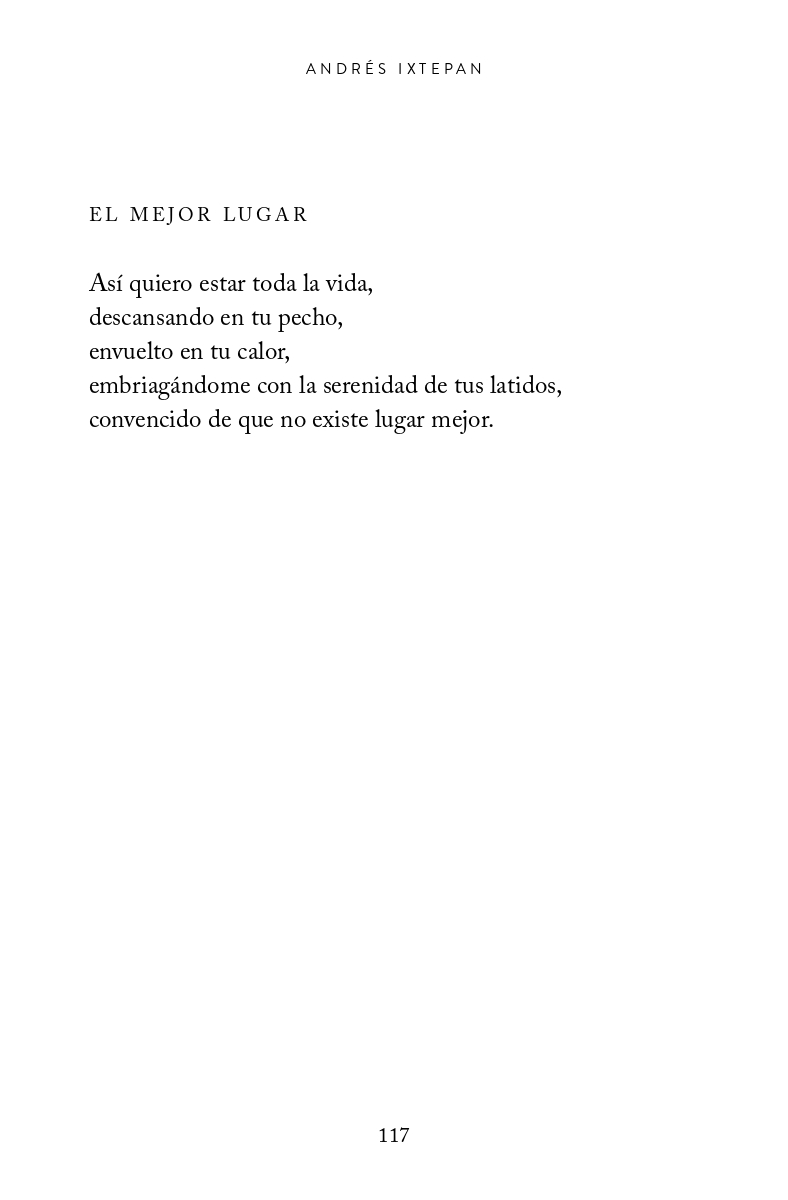 ANDRÉS IXTEPAN
EL MEJOR LUGAR
Así quiero estar toda la vida,
descansando en tu pecho,
envuelto en tu calor,
embriagándome con la serenidad de tus latidos,
convencido de que no existe lugar mejor.
117